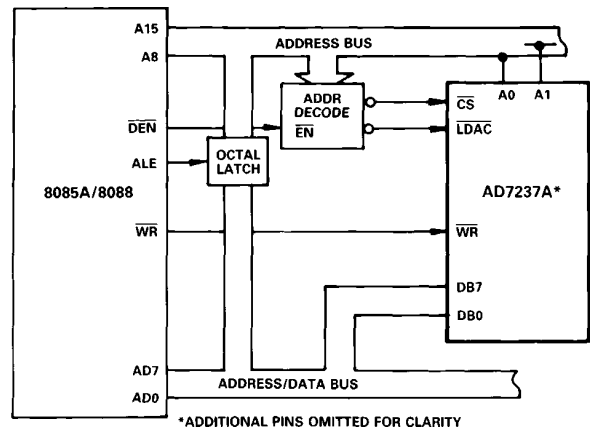 A15
ADDRESS BUS
A8
ADDR
DECODE
EN
A0 A1
CS
LDAC
DEN
ALE
OCTAL
LATCH
8085A/8088
AD7237A*
WR
WR
DB7
DB0
AD7
ADDRESS/DATA BUS
AD0
*ADDITIONAL PINS OMITTED FOR CLARITY